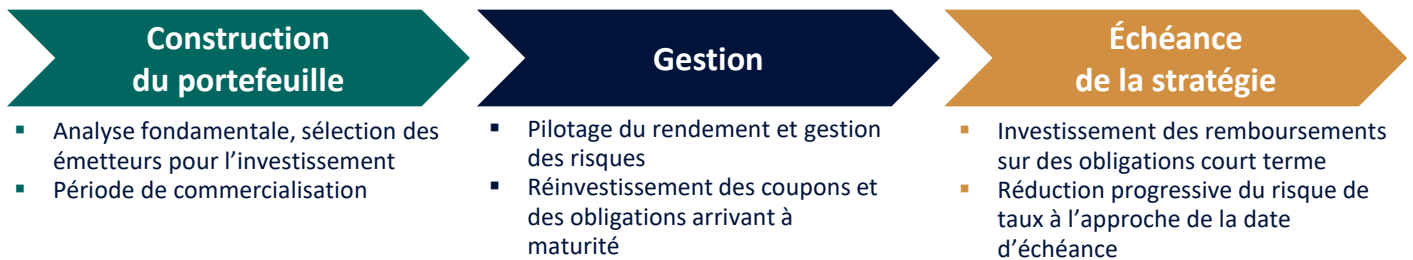 Construction
du portefeuille
▪ Analyse fondamentale, sélection des
émetteurs pour l’investissement
▪ Période de commercialisation
Gestion
▪ Pilotage du rendement et gestion
des risques
▪ Réinvestissement des coupons et
des obligations arrivant à
maturité
Échéance
de la stratégie
▪ Investissement des remboursements
sur des obligations court terme
▪ Réduction progressive du risque de
taux à l’approche de la date
d’échéance